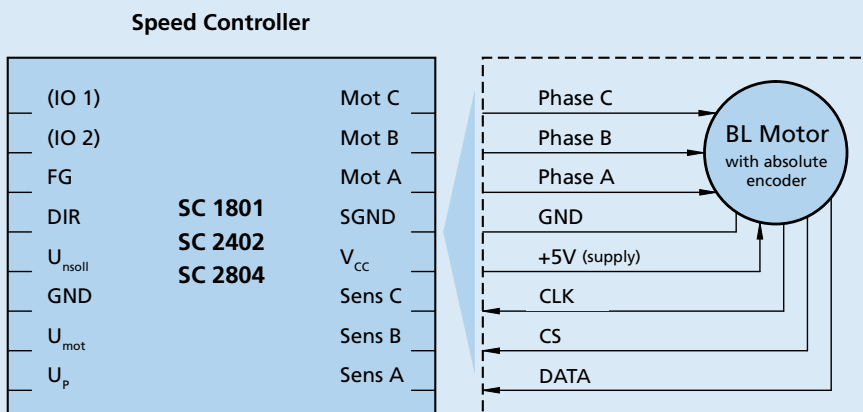 Speed Controller
(IO 1)
(IO 2)
FG
DIR
Unsoll
GND
Umot
UP
SC 1801
SC 2402
SC 2804
Mot C
Mot B
Mot A
SGND
VCC
Sens C
Sens B
Sens A
Phase C
Phase B
Phase A
GND
+5V (supply)
CLK
CS
DATA
BL Motor
with absolute
encoder